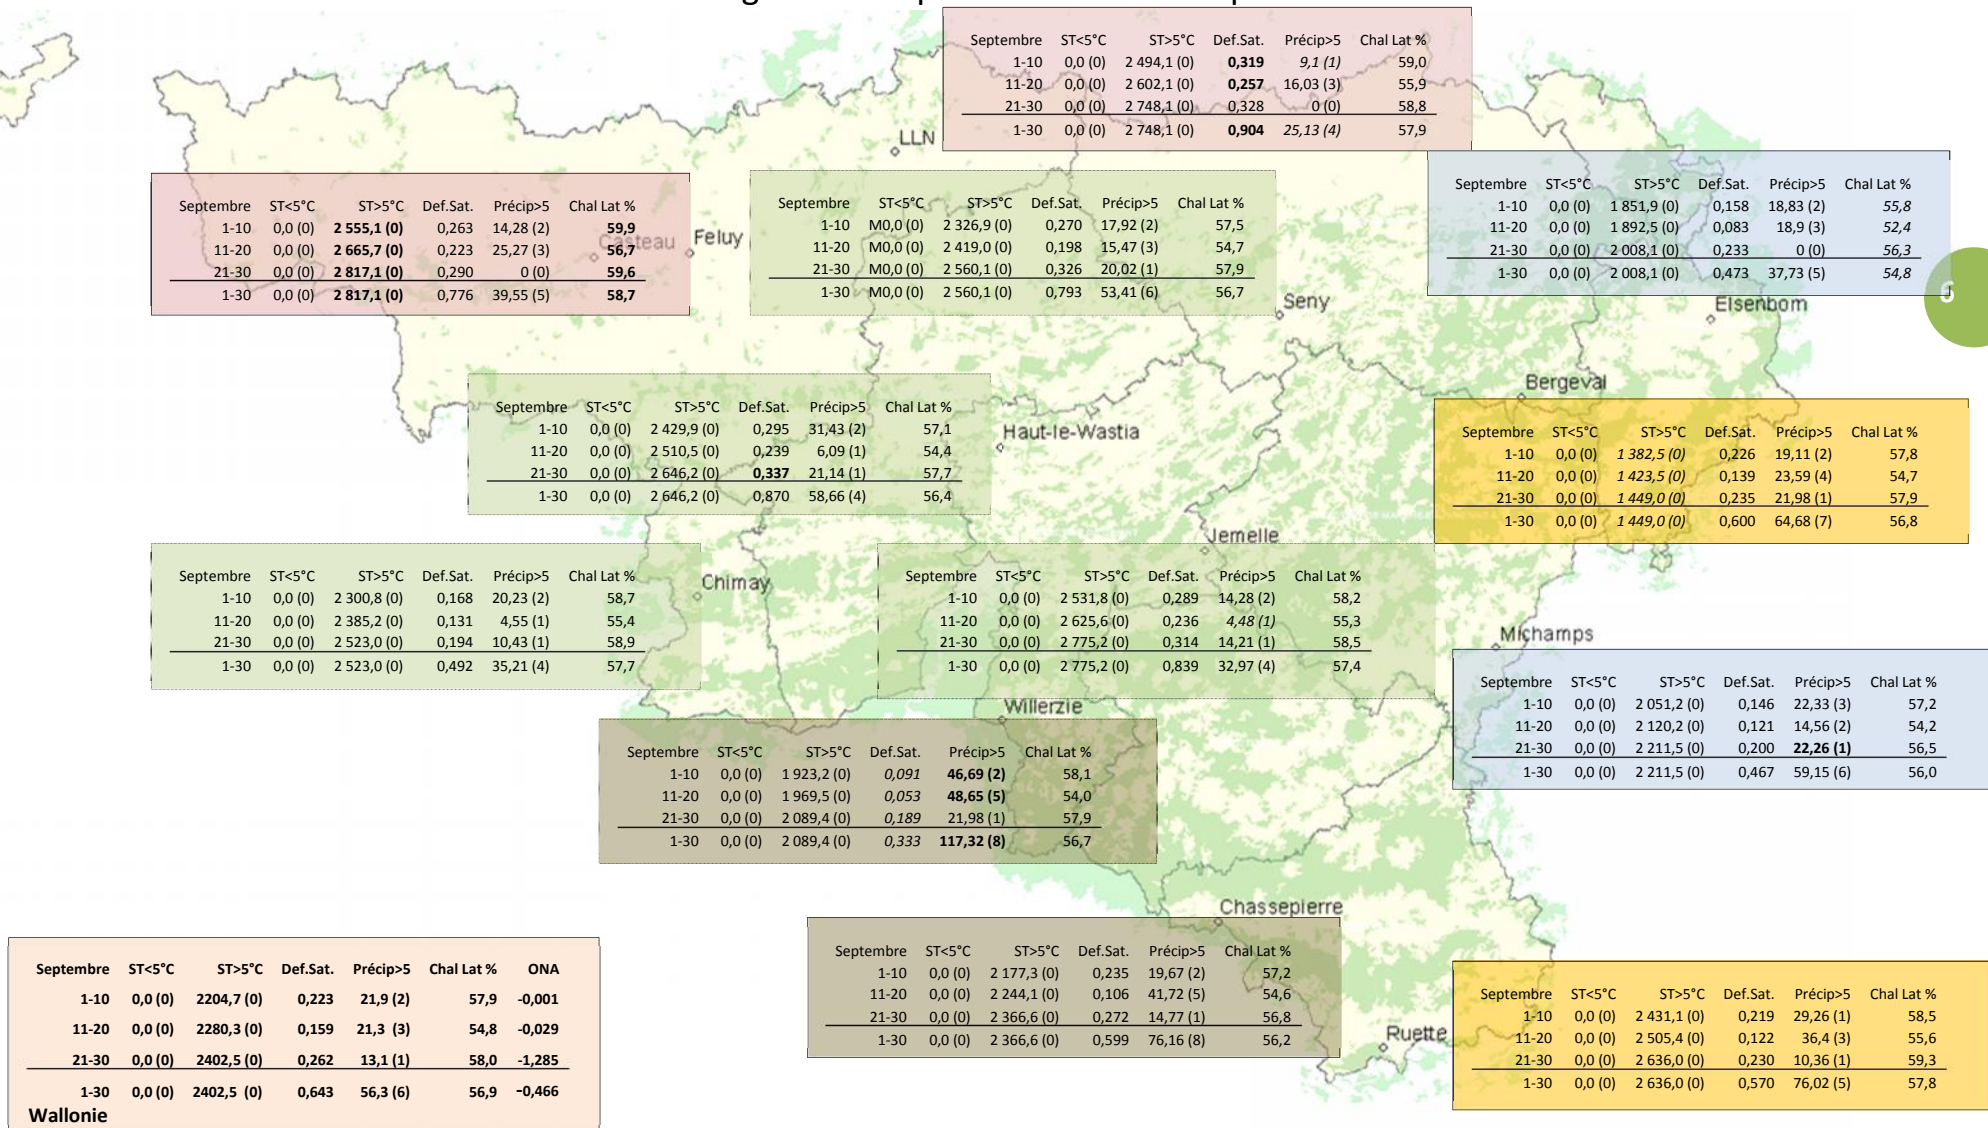 Septembre ST<5°C ST>5°C Def.Sat. Précip>5 Chal Lat %
1-10 0,0 (0) 2 494,1 (0) 0,319 9,1 (1) 59,0
11-20 0,0 (0) 2 602,1 (0) 0,257 16,03 (3) 55,9
21-30 0,0 (0) 2 748,1 (0) 0,328 0 (0) 58,8
1-30 0,0 (0) 2 748,1 (0) 0,904 25,13 (4) 57,9
LLN
Septembre ST<5°C ST>5°C Def.Sat. Précip>5 Chal Lat %
1-10 0,0 (0) 2 555,1 (0) 0,263 14,28 (2) 59,9
11-20 0,0 (0) 2 665,7 (0) 0,223 25,27 (3) 56,7
21-30 0,0 (0) 2 817,1 (0) 0,290 0 (0) 59,6
1-30 0,0 (0) 2 817,1 (0) 0,776 39,55 (5) 58,7
Casteau
Feluy
Septembre ST<5°C ST>5°C Def.Sat. Précip>5 Chal Lat %
1-10 M0,0 (0) 2 326,9 (0) 0,270 17,92 (2) 57,5
11-20 M0,0 (0) 2 419,0 (0) 0,198 15,47 (3) 54,7
21-30 M0,0 (0) 2 560,1 (0) 0,326 20,02 (1) 57,9
1-30 M0,0 (0) 2 560,1 (0) 0,793 53,41 (6) 56,7
Seny
Septembre ST<5°C ST>5°C Def.Sat. Précip>5 Chal Lat %
1-10 0,0 (0) 1 851,9 (0) 0,158 18,83 (2) 55,8
11-20 0,0 (0) 1 892,5 (0) 0,083 18,9 (3) 52,4
21-30 0,0 (0) 2 008,1 (0) 0,233 0 (0) 56,3
1-30 0,0 (0) 2 008,1 (0) 0,473 37,73 (5) 54,8
6
Elsenborn
Bergeval
Septembre ST<5°C ST>5°C Def.Sat. Précip>5 Chal Lat %
1-10 0,0 (0) 2 429,9 (0) 0,295 31,43 (2) 57,1
11-20 0,0 (0) 2 510,5 (0) 0,239 6,09 (1) 54,4
21-30 0,0 (0) 2 646,2 (0) 0,337 21,14 (1) 57,7
1-30 0,0 (0) 2 646,2 (0) 0,870 58,66 (4) 56,4
Haut-le-Wastia
Septembre ST<5°C ST>5°C Def.Sat. Précip>5 Chal Lat %
1-10 0,0 (0) 1 382,5 (0) 0,226 19,11 (2) 57,8
11-20 0,0 (0) 1 423,5 (0) 0,139 23,59 (4) 54,7
21-30 0,0 (0) 1 449,0 (0) 0,235 21,98 (1) 57,9
1-30 0,0 (0) 1 449,0 (0) 0,600 64,68 (7) 56,8
Jemelle
Septembre ST<5°C ST>5°C Def.Sat. Précip>5 Chal Lat %
1-10 0,0 (0) 2 300,8 (0) 0,168 20,23 (2) 58,7
11-20 0,0 (0) 2 385,2 (0) 0,131 4,55 (1) 55,4
21-30 0,0 (0) 2 523,0 (0) 0,194 10,43 (1) 58,9
1-30 0,0 (0) 2 523,0 (0) 0,492 35,21 (4) 57,7
Chimay
Septembre ST<5°C ST>5°C Def.Sat. Précip>5 Chal Lat %
1-10 0,0 (0) 2 531,8 (0) 0,289 14,28 (2) 58,2
11-20 0,0 (0) 2 625,6 (0) 0,236 4,48 (1) 55,3
21-30 0,0 (0) 2 775,2 (0) 0,314 14,21 (1) 58,5
1-30 0,0 (0) 2 775,2 (0) 0,839 32,97 (4) 57,4
Michamps
Septembre ST<5°C ST>5°C Def.Sat. Précip>5 Chal Lat %
1-10 0,0 (0) 2 051,2 (0) 0,146 22,33 (3) 57,2
11-20 0,0 (0) 2 120,2 (0) 0,121 14,56 (2) 54,2
21-30 0,0 (0) 2 211,5 (0) 0,200 22,26 (1) 56,5
1-30 0,0 (0) 2 211,5 (0) 0,467 59,15 (6) 56,0
Willerzie
Septembre ST<5°C ST>5°C Def.Sat. Précip>5 Chal Lat %
1-10 0,0 (0) 1 923,2 (0) 0,091 46,69 (2) 58,1
11-20 0,0 (0) 1 969,5 (0) 0,053 48,65 (5) 54,0
21-30 0,0 (0) 2 089,4 (0) 0,189 21,98 (1) 57,9
1-30 0,0 (0) 2 089,4 (0) 0,333 117,32 (8) 56,7
Chassepierre
Septembre ST<5°C ST>5°C Def.Sat. Précip>5 Chal Lat %
1-10 0,0 (0) 2 177,3 (0) 0,235 19,67 (2) 57,2
11-20 0,0 (0) 2 244,1 (0) 0,106 41,72 (5) 54,6
21-30 0,0 (0) 2 366,6 (0) 0,272 14,77 (1) 56,8
1-30 0,0 (0) 2 366,6 (0) 0,599 76,16 (8) 56,2
Ruette
Septembre ST<5°C ST>5°C Def.Sat. Précip>5 Chal Lat %
1-10 0,0 (0) 2 431,1 (0) 0,219 29,26 (1) 58,5
11-20 0,0 (0) 2 505,4 (0) 0,122 36,4 (3) 55,6
21-30 0,0 (0) 2 636,0 (0) 0,230 10,36 (1) 59,3
1-30 0,0 (0) 2 636,0 (0) 0,570 76,02 (5) 57,8
Septembre ST<5°C ST>5°C Def.Sat. Précip>5 Chal Lat % ONA
1-10 0,0 (0) 2204,7 (0) 0,223 21,9 (2) 57,9 -0,001
11-20 0,0 (0) 2280,3 (0) 0,159 21,3 (3) 54,8 -0,029
21-30 0,0 (0) 2402,5 (0) 0,262 13,1 (1) 58,0 -1,285
1-30 0,0 (0) 2402,5 (0) 0,643 56,3 (6) 56,9 -0,466
Wallonie